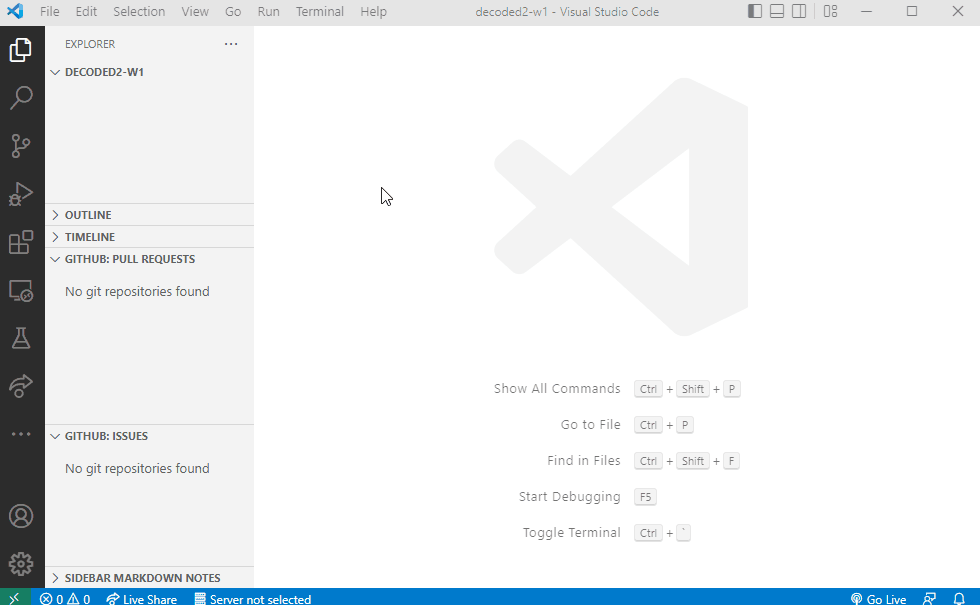 File Edit Selection View Go Run Terminal Help decoded2-w1 - Visual Studio Code
EXPLORER ···
DECODED2-W1
OUTLINE
TIMELINE
GITHUB: PULL REQUESTS
No git repositories found
GITHUB: ISSUES
No git repositories found
SIDEBAR MARKDOWN NOTES
Show All Commands Ctrl + Shift + P
Go to File Ctrl + P
Find in Files Ctrl + Shift + F
Start Debugging F5
Toggle Terminal Ctrl + `
0 0 Live Share Server not selected Go Live